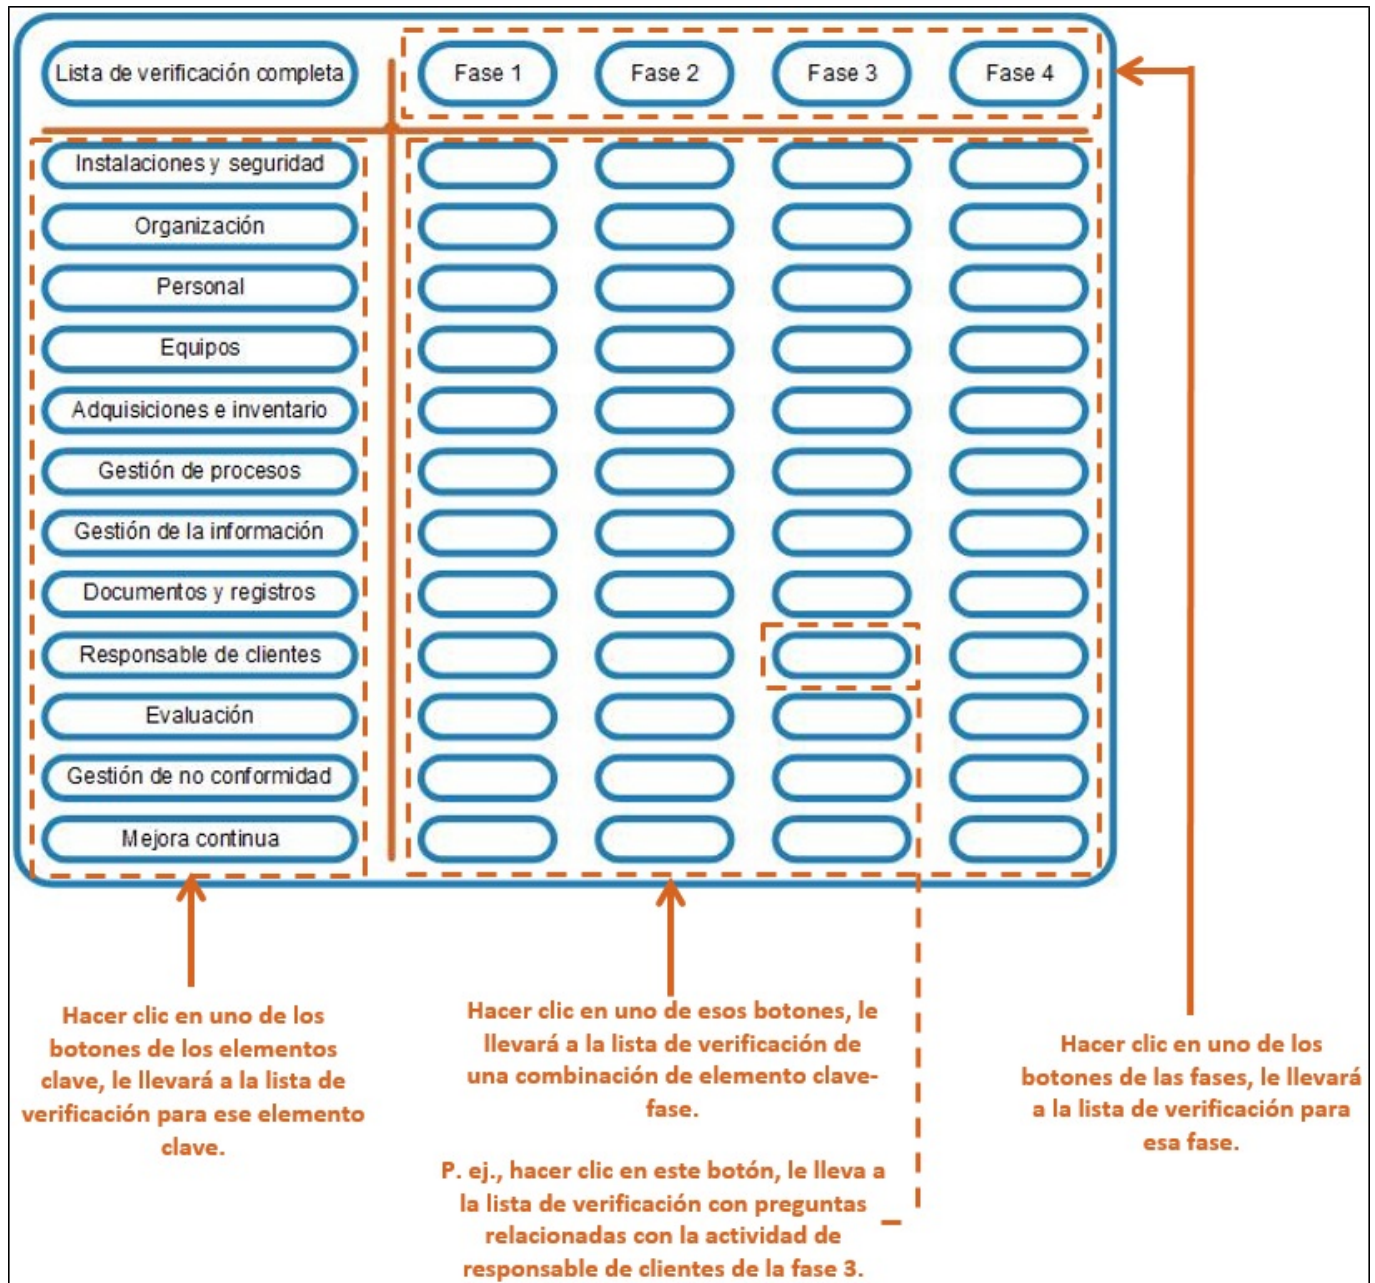 Lista de verificación completa
Fase 1
Fase 2
Fase 3
Fase 4
Instalaciones y seguridad
Organización
Personal
Equipos
Adquisiciones e inventario
Gestión de procesos
Gestión de la información
Documentos y registros
Responsable de clientes
Evaluación
Gestión de no conformidad
Mejora continua
Hacer clic en uno de los
botones de los elementos
clave, le llevará a la lista de
verificación para ese elemento
clave.
Hacer clic en uno de esos botones, le
llevará a la lista de verificación de
una combinación de elemento clave-
fase.
P. ej., hacer clic en este botón, le lleva a
la lista de verificación con preguntas
relacionadas con la actividad de
responsable de clientes de la fase 3.
Hacer clic en uno de los
botones de las fases, le llevará
a la lista de verificación para
esa fase.